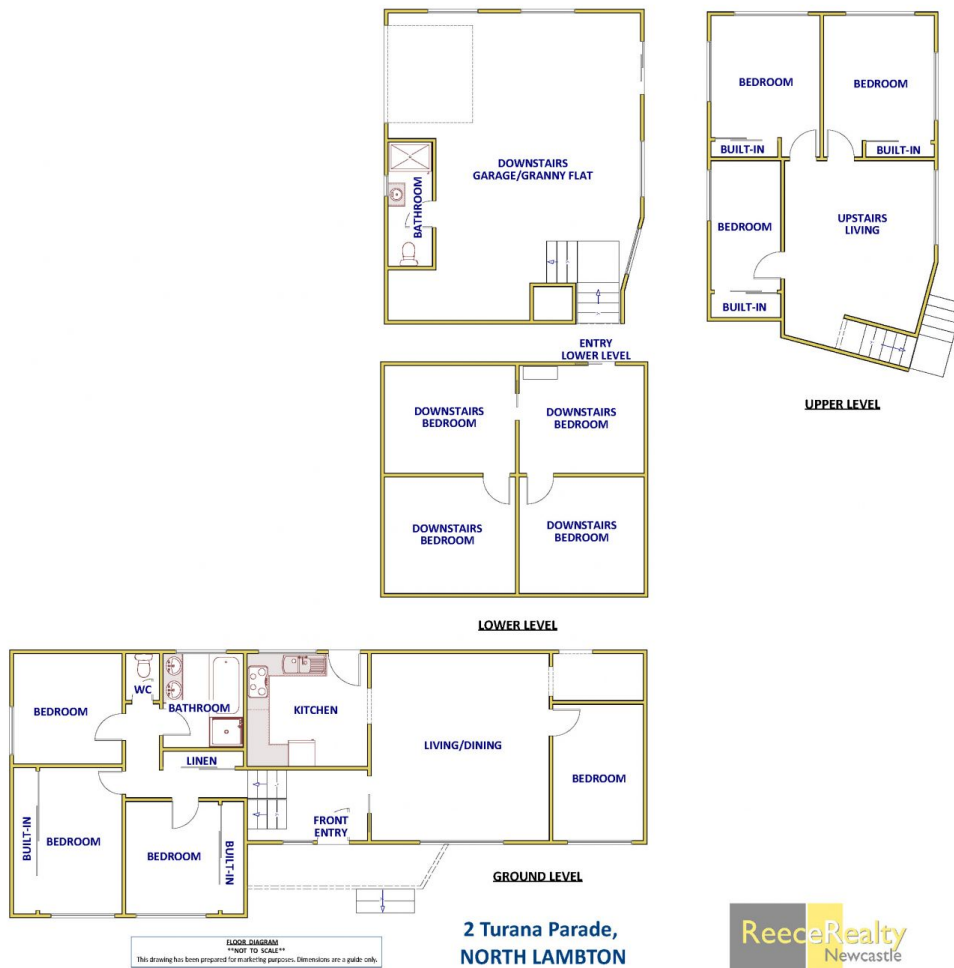 DOWNSTAIRS
GARAGE/GRANNY FLAT
BATHROOM
ENTRY
LOWER LEVEL
BEDROOM
BEDROOM
BUILT-IN
BUILT-IN
BEDROOM
UPSTAIRS
LIVING
BUILT-IN
UPPER LEVEL
DOWNSTAIRS
BEDROOM
DOWNSTAIRS
BEDROOM
DOWNSTAIRS
BEDROOM
DOWNSTAIRS
BEDROOM
LOWER LEVEL
BEDROOM
WC
BATHROOM
KITCHEN
LIVING/DINING
LINEN
BEDROOM
BUILT-IN
BEDROOM
BEDROOM
BUILT-IN
FRONT
ENTRY
GROUND LEVEL
FLOOR DIAGRAM
**NOT TO SCALE**
This drawing has been prepared for marketing purposes. Dimensions are a guide only.
2 Turana Parade,
NORTH LAMBTON
ReeceRealty
Newcastle